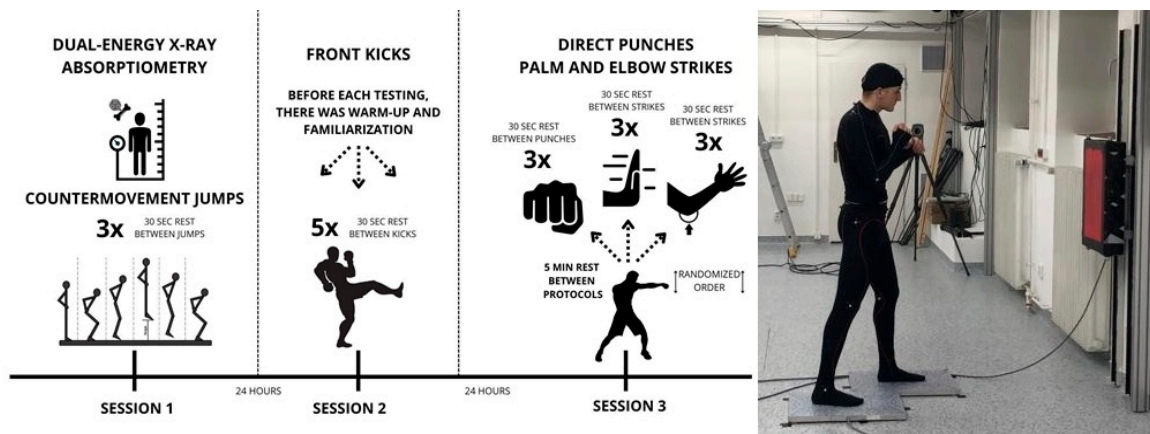 DUAL-ENERGY X-RAY
ABSORPTIOMETRY
COUNTERMOVEMENT JUMPS
3x
30 SEC REST
BETWEEN JUMPS
SESSION 1
24 HOURS
FRONT KICKS
BEFORE EACH TESTING,
THERE WAS WARM-UP AND
FAMILIARIZATION
5x
30 SEC REST
BETWEEN KICKS
SESSION 2
24 HOURS
DIRECT PUNCHES
PALM AND ELBOW STRIKES
30 SEC REST
BETWEEN PUNCHES
3x
30 SEC REST
BETWEEN STRIKES
3x
30 SEC REST
BETWEEN STRIKES
3x
5 MIN REST
BETWEEN
PROTOCOLS
RANDOMIZED
ORDER
SESSION 3